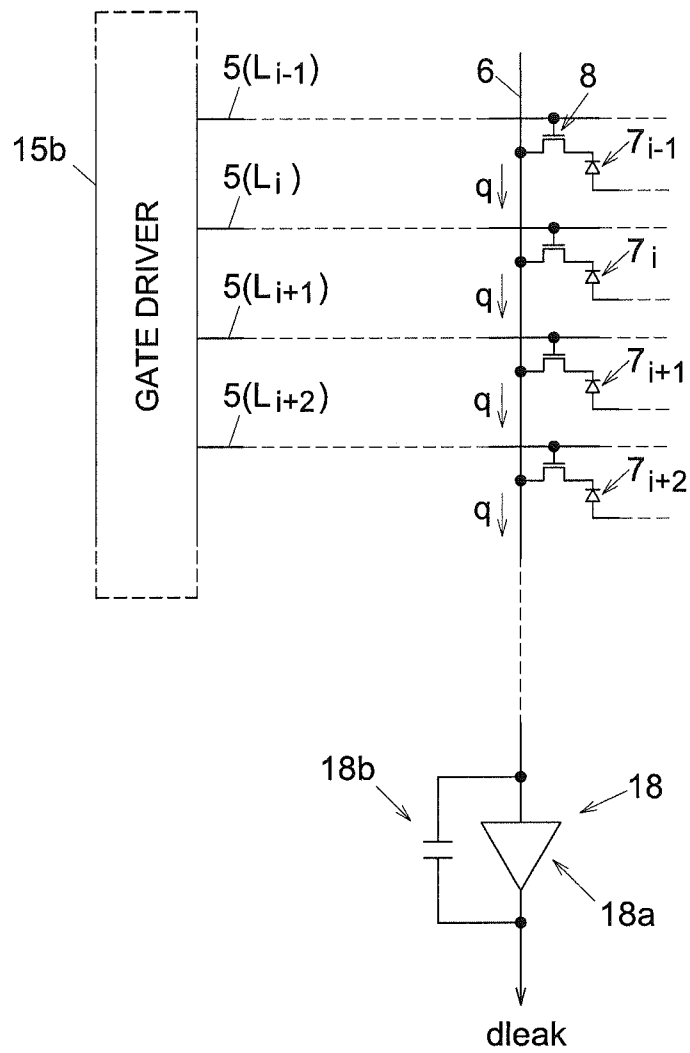 5(Li-1)
6
8
15b
7i-1
q
5(Li)
7i
q
GATE DRIVER
5(Li+1)
7i+1
q
5(Li+2)
7i+2
q
18b
18
18a
dleak